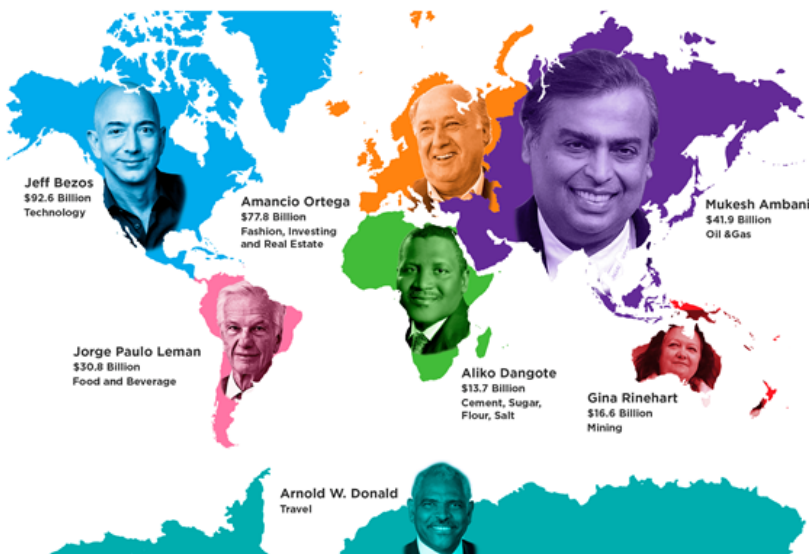 Jeff Bezos
$92.6 Billion
Technology
Amancio Ortega
$77.8 Billion
Fashion, Investing
and Real Estate
Mukesh Ambani
$41.9 Billion
Oil &Gas
Jorge Paulo Leman
$30.8 Billion
Food and Beverage
Aliko Dangote
$13.7 Billion
Cement, Sugar,
Flour, Salt
Gina Rinehart
$16.6 Billion
Mining
Arnold W. Donald
Travel